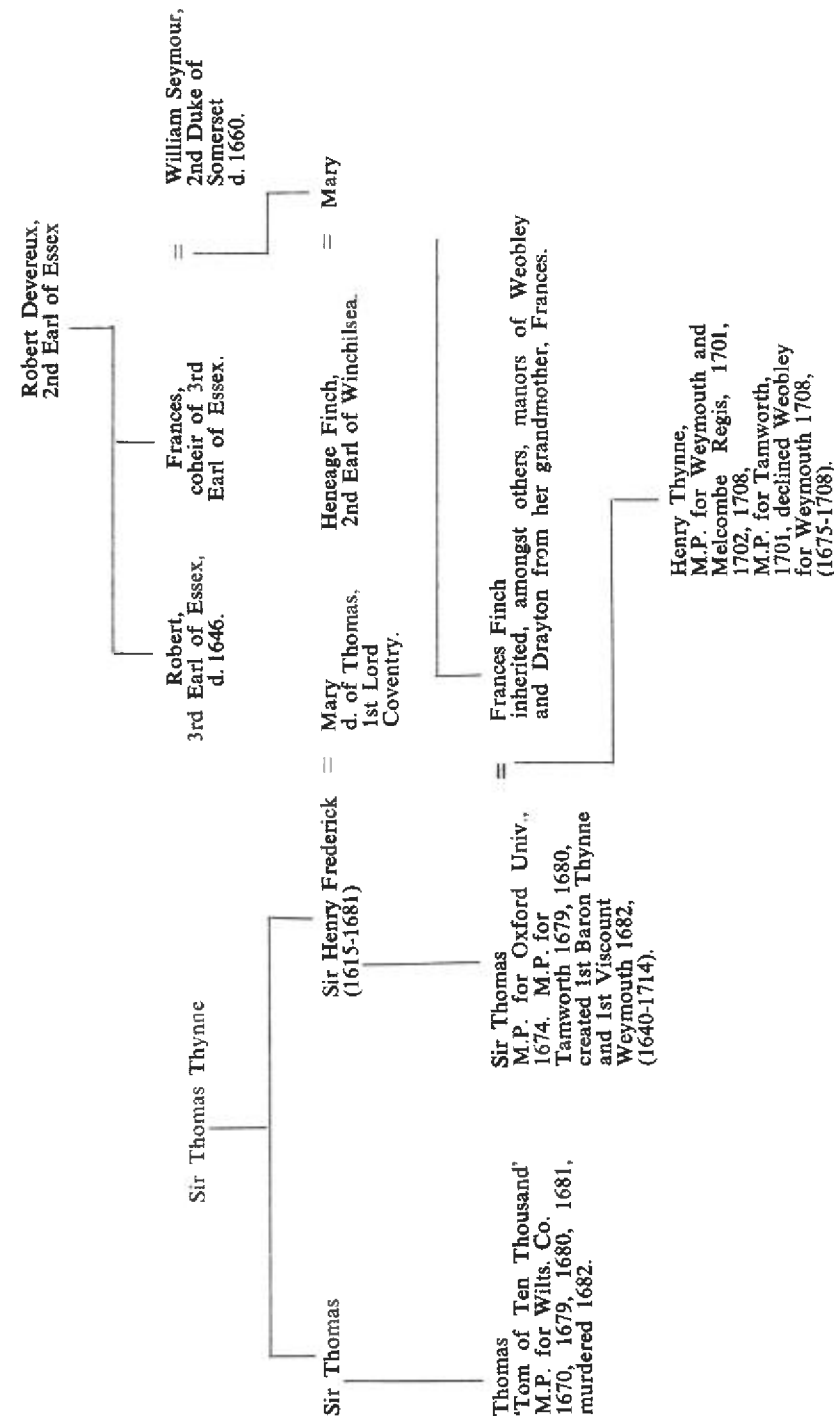 Robert Devereux,
2nd Earl of Essex
Robert,
3rd Earl of Essex,
d. 1646.
Frances,
coheir of 3rd
Earl of Essex.
=
William Seymour,
2nd Duke of
Somerset
d. 1660.
Sir Thomas Thynne
Sir Thomas
Sir Henry Frederick
(1615-1681)
=
Mary
d. of Thomas,
1st Lord
Coventry.
Heneage Finch,
2nd Earl of Winchilsea.
=
Mary
Thomas
'Tom of Ten Thousand'
M.P. for Wilts. Co.
1670, 1679, 1680, 1681,
murdered 1682.
Sir Thomas
M.P. for Oxford Univ.,
1674. M.P. for
Tamworth 1679, 1680,
created 1st Baron Thynne
and 1st Viscount
Weymouth 1682,
(1640-1714).
=
Frances Finch
inherited, amongst others, manors of Weobley
and Drayton from her grandmother, Frances.
Henry Thynne,
M.P. for Weymouth and
Melcombe Regis, 1701,
1702, 1708,
M.P. for Tamworth,
1701, declined Weobley
for Weymouth 1708,
(1675-1708).